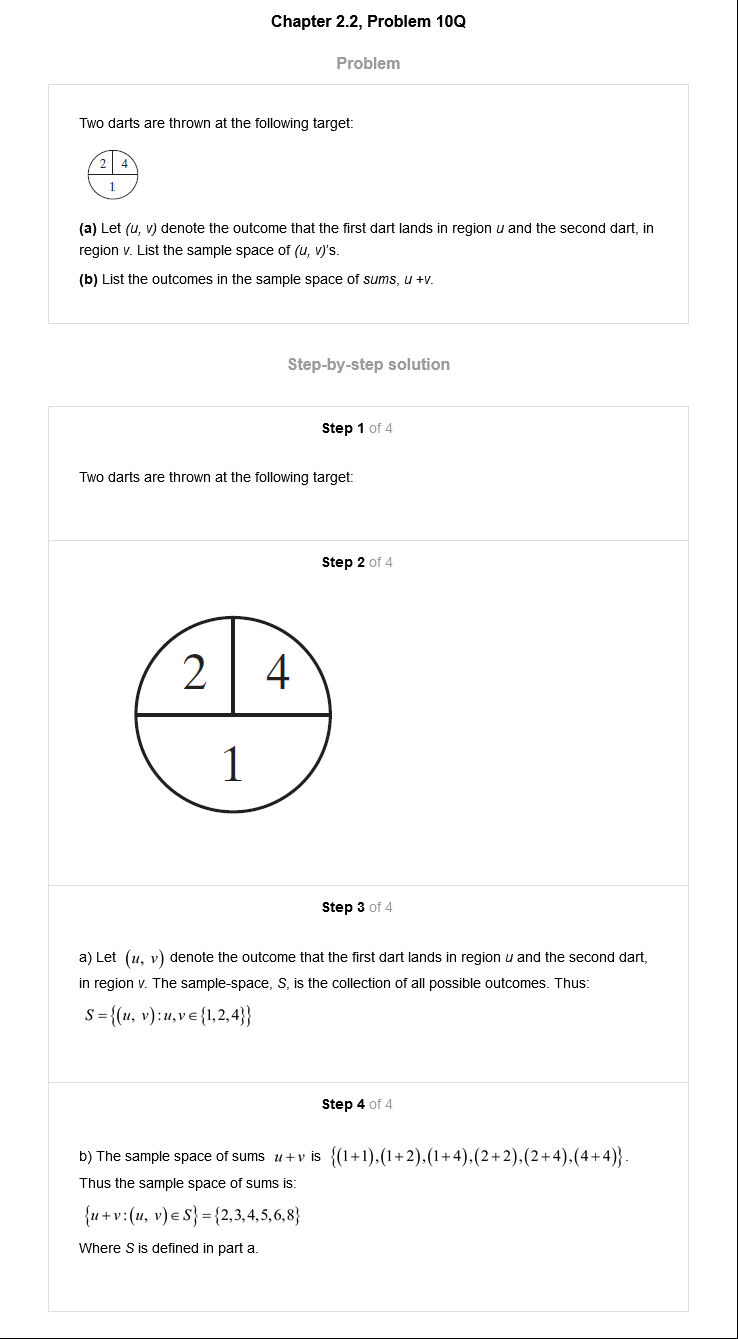 Chapter 2.2, Problem 10Q
Problem
Two darts are thrown at the following target:
2 4
1
(a) Let (u, v) denote the outcome that the first dart lands in region u and the second dart, in
region v. List the sample space of (u, v)'s.
(b) List the outcomes in the sample space of sums, u +v.
Step-by-step solution
Step 1 of 4
Two darts are thrown at the following target:
Step 2 of 4
2 4
1
Step 3 of 4
a) Let (u, v) denote the outcome that the first dart lands in region u and the second dart,
in region v. The sample-space, S, is the collection of all possible outcomes. Thus:
S = {(u, v):u,v∈{1,2,4}}
Step 4 of 4
b) The sample space of sums u+v is {(1+1),(1+2),(1+4),(2+2),(2+4),(4+4)}.
Thus the sample space of sums is:
{u+v:(u, v)∈S}={2,3,4,5,6,8}
Where S is defined in part a.